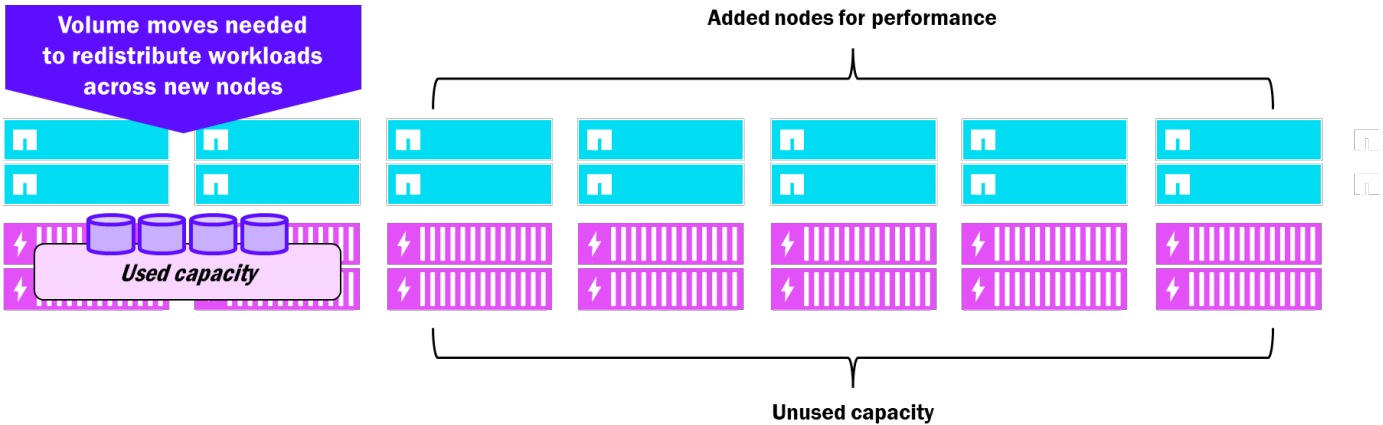 Volume moves needed
to redistribute workloads
across new nodes
Added nodes for performance
Used capacity
Unused capacity